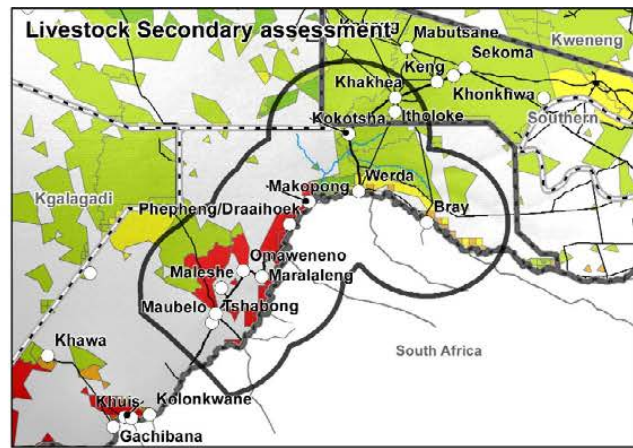 Livestock Secondary assessment
Mabutsane
Kweneng
Sekoma
Keng
Khakhea
Khonkhwa
Itholoke
Southern
Kokotsha
Werda
Kgalagadi
Makopong
Phepheng/Draaihoek
Bray
Omaweneno
Maleshe
Maralaleng
Maubelo
Tshabong
Khawa
South Africa
Khuis
Kolonkwane
Gachibana